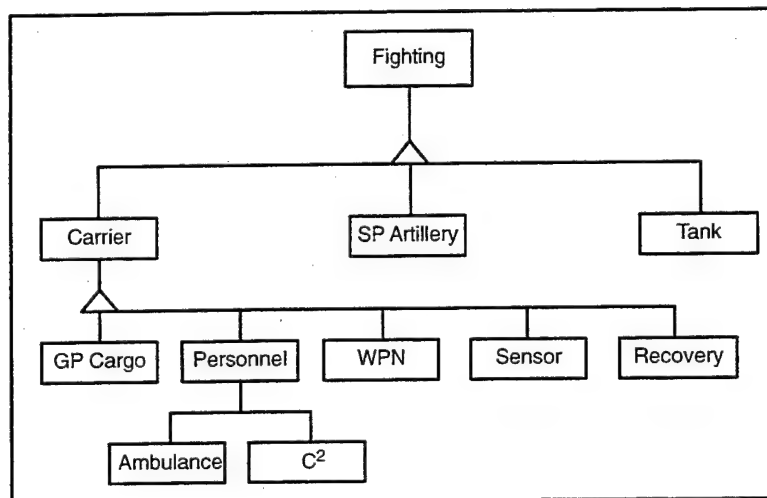 Fighting
Carrier
SP Artillery
Tank
GP Cargo
Personnel
WPN
Sensor
Recovery
Ambulance
C²